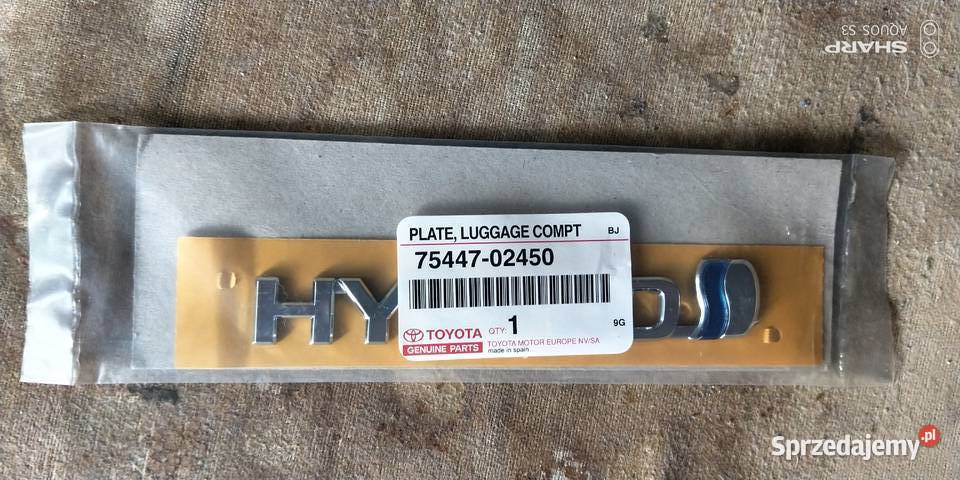 SHARP
AQUOS S3
PLATE, LUGGAGE COMPT BJ
75447-02450
TOYOTA QTY: 1 9G
GENUINE PARTS TOYOTA MOTOR EUROPE NV/SA
made in spain
HY D
Sprzedajemy.pl